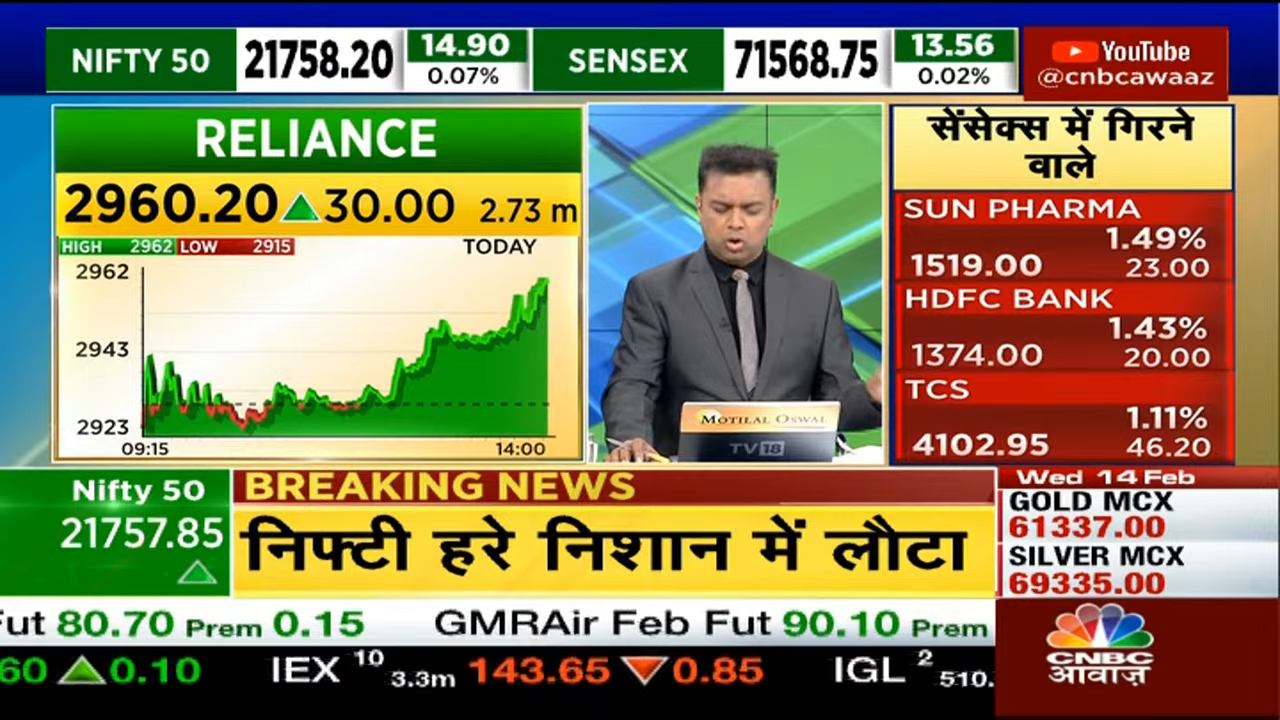 NIFTY 50 21758.20 14.90 0.07% SENSEX 71568.75 13.56 0.02%
YouTube
@cnbcawaaz
RELIANCE
2960.20 30.00 2.73 m
HIGH 2962 LOW 2915 TODAY
2962
2943
2923
09:15 14:00
MOTILAL OSWAL
TV18
सेंसेक्स में गिरने
वाले
SUN PHARMA
1.49%
1519.00 23.00
HDFC BANK
1.43%
1374.00 20.00
TCS
1.11%
4102.95 46.20
Nifty 50
21757.85
BREAKING NEWS
निफ्टी हरे निशान में लौटा
Wed 14 Feb
GOLD MCX
61337.00
SILVER MCX
69335.00
Fut 80.70 Prem 0.15 GMRAir Feb Fut 90.10 Prem
60 0.10 IEX 10 3.3m 143.65 0.85 IGL 2 510.
CNBC
आवाज़